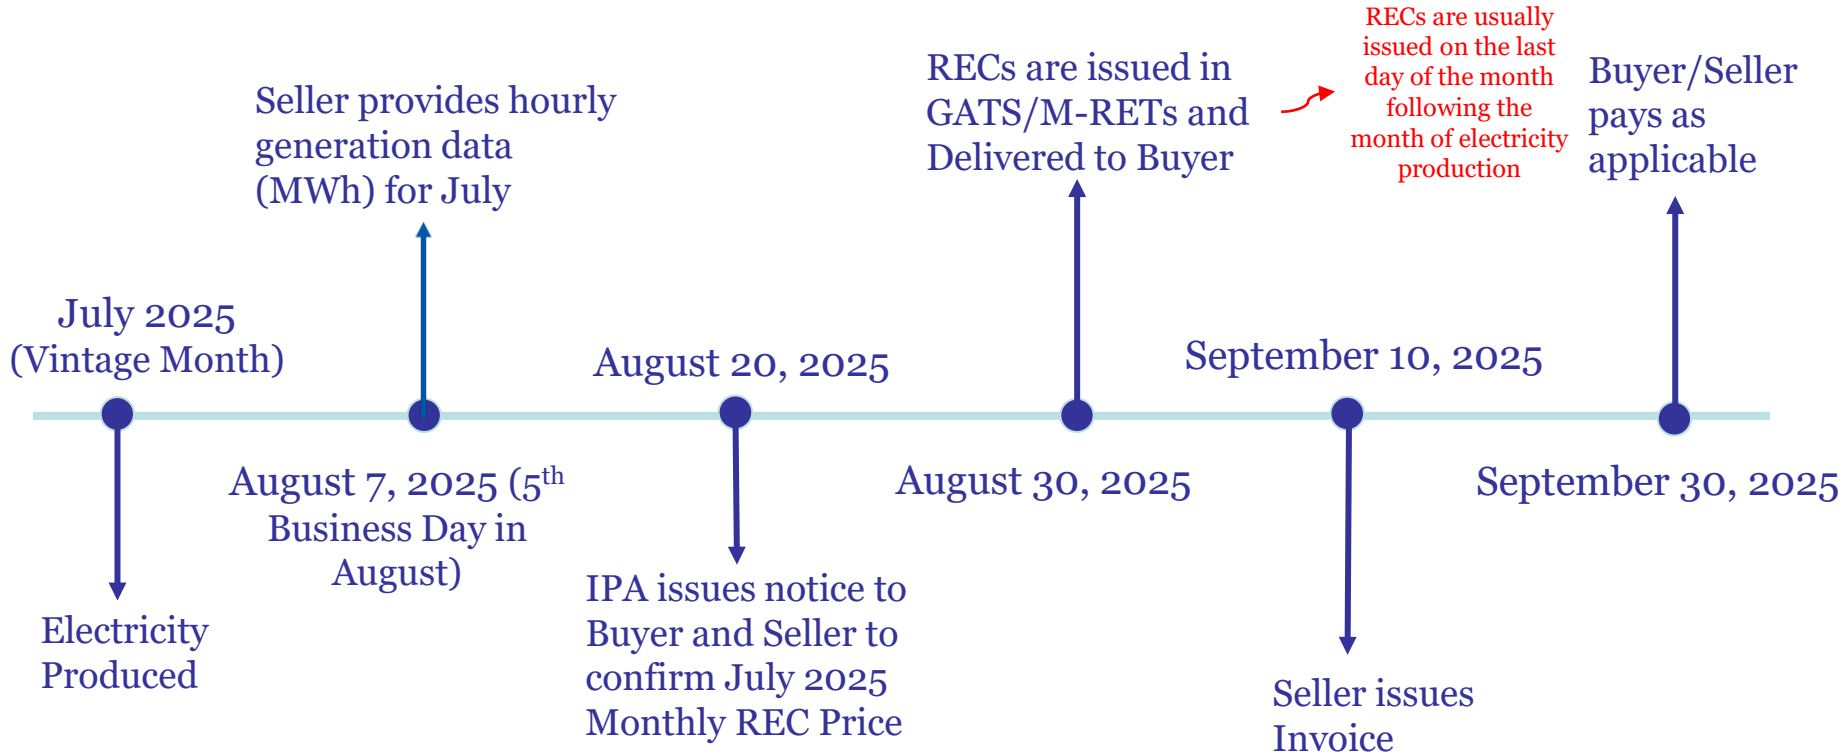 July 2025
(Vintage Month)
Electricity
Produced
Seller provides hourly
generation data
(MWh) for July
August 7, 2025 (5th
Business Day in
August)
August 20, 2025
IPA issues notice to
Buyer and Seller to
confirm July 2025
Monthly REC Price
RECs are issued in
GATS/M-RETs and
Delivered to Buyer
RECs are usually
issued on the last
day of the month
following the
month of electricity
production
August 30, 2025
September 10, 2025
Seller issues
Invoice
Buyer/Seller
pays as
applicable
September 30, 2025